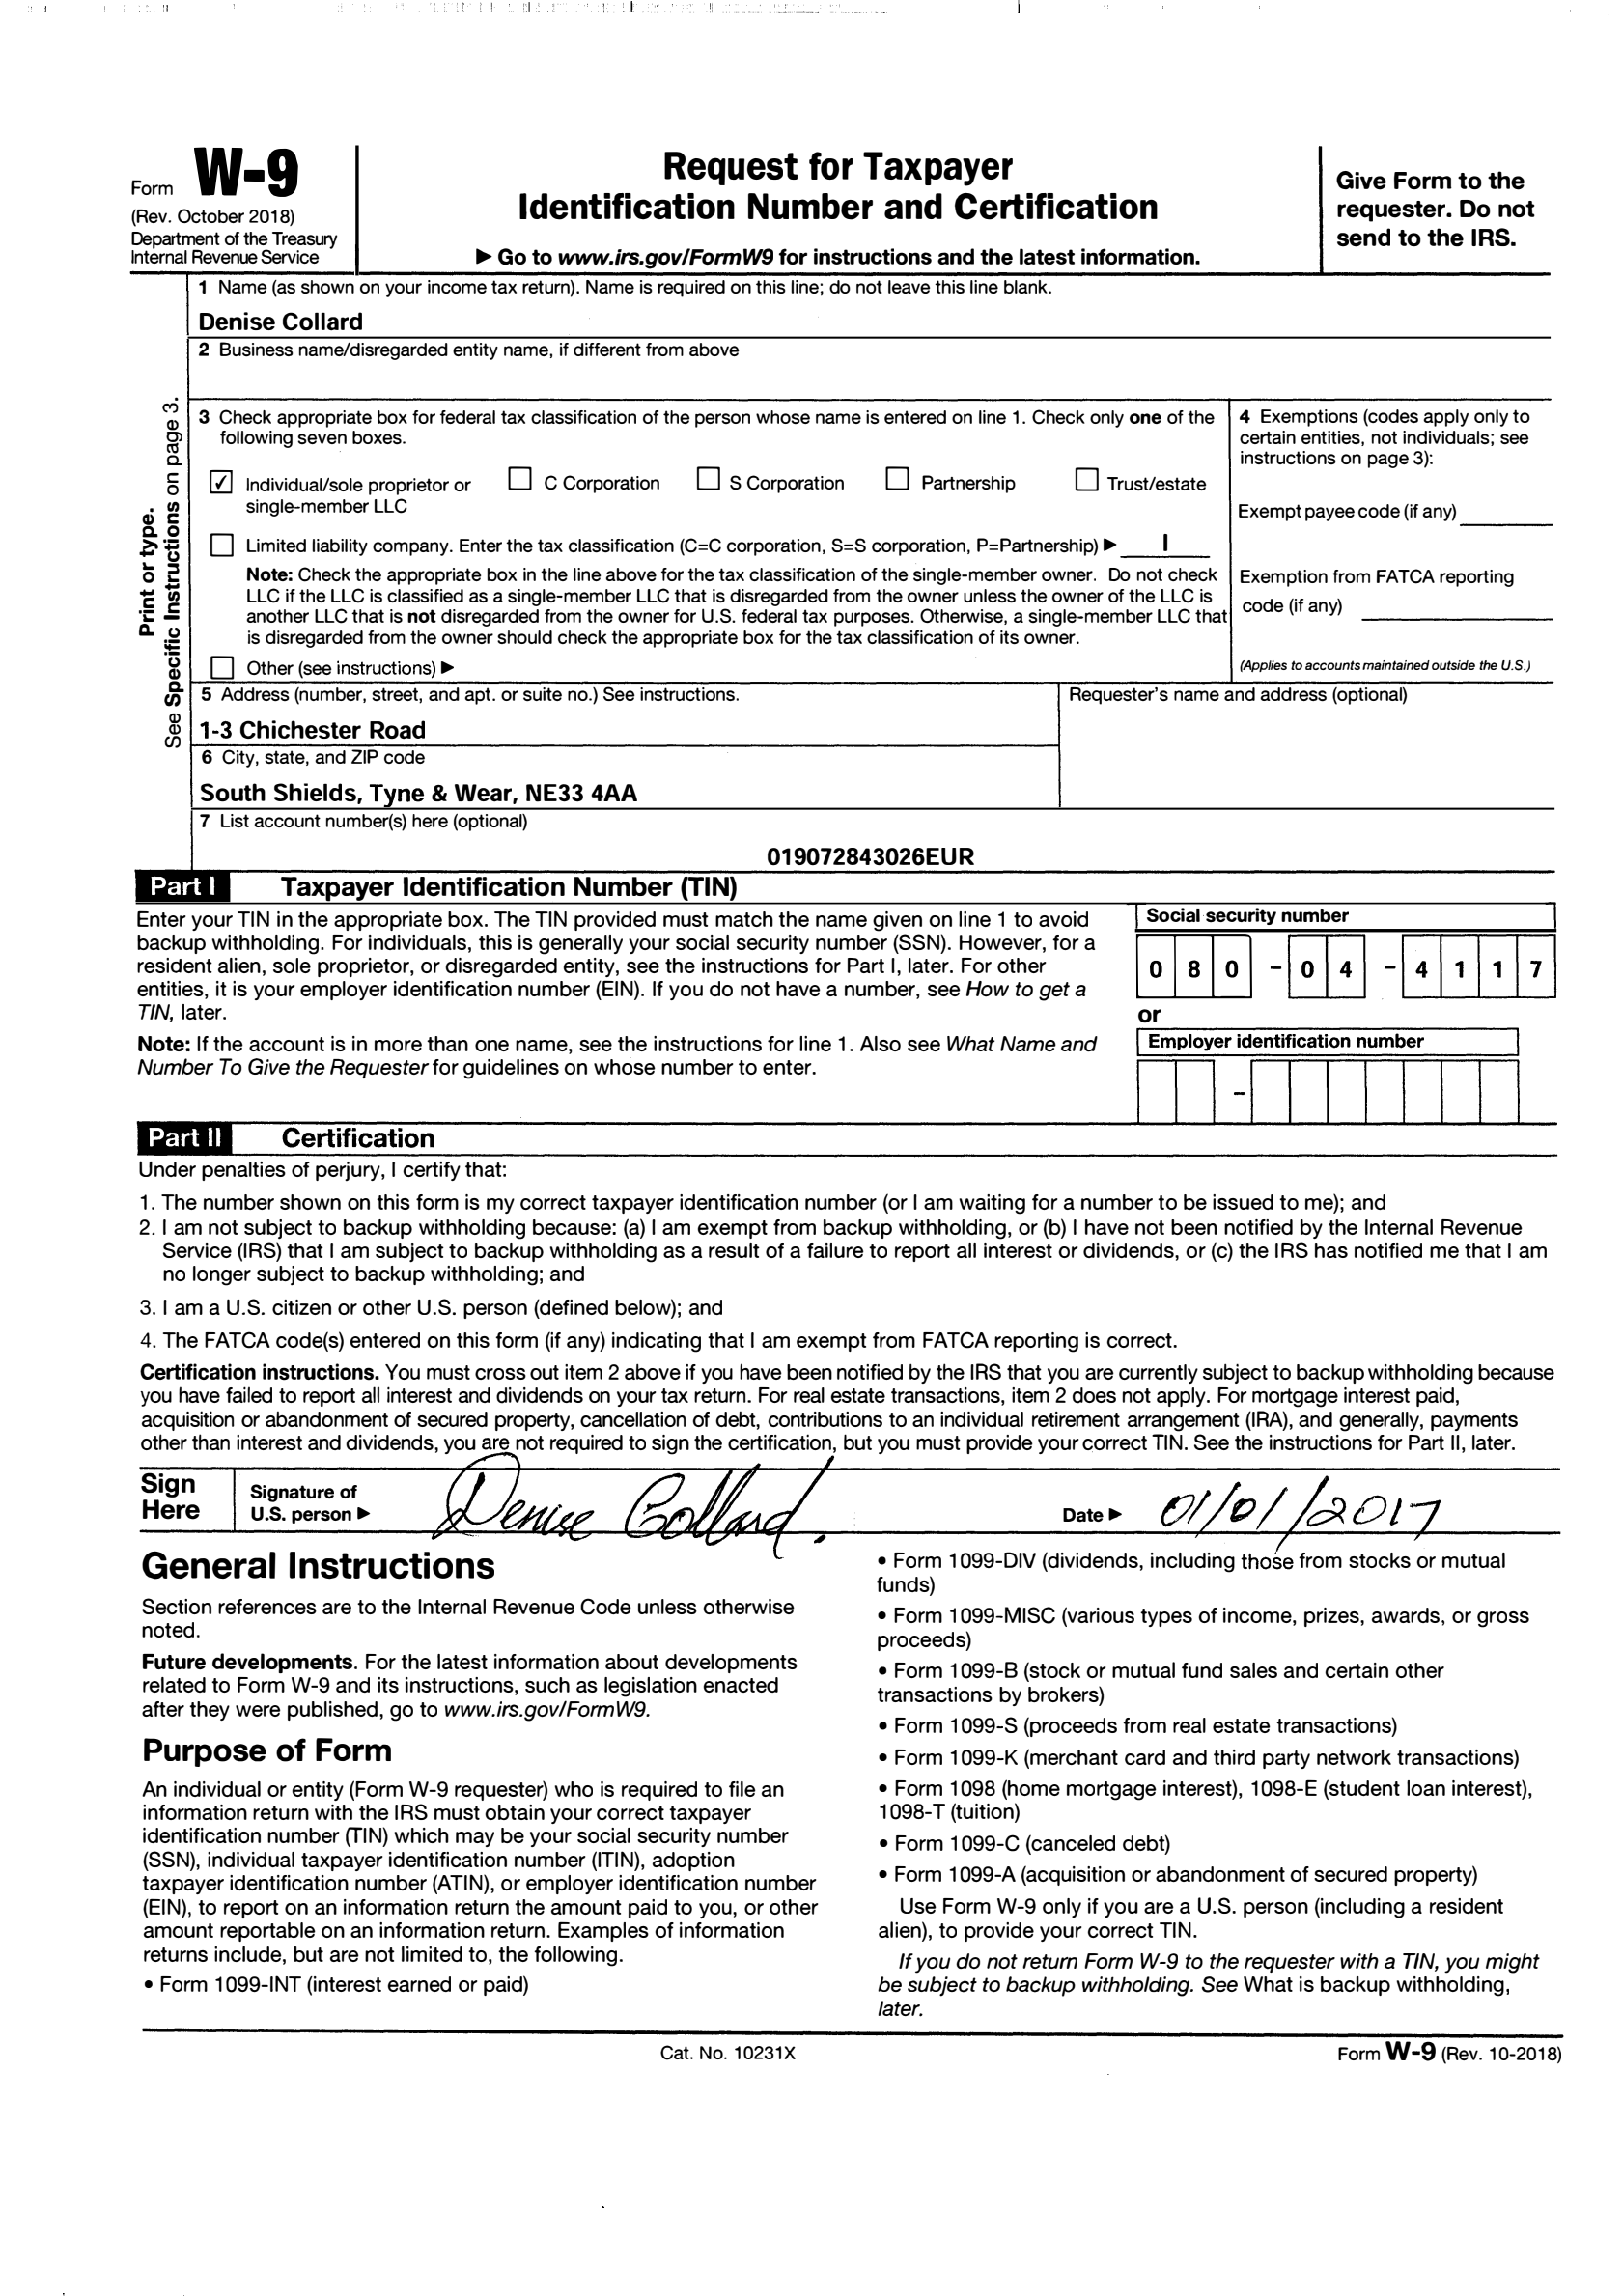 Form W-9
(Rev. October 2018)
Department of the Treasury
Internal Revenue Service
Request for Taxpayer
Identification Number and Certification
▶ Go to www.irs.gov/FormW9 for instructions and the latest information.
Give Form to the
requester. Do not
send to the IRS.
Print or type.
See Specific Instructions on page 3.
1 Name (as shown on your income tax return). Name is required on this line; do not leave this line blank.
Denise Collard
2 Business name/disregarded entity name, if different from above
3 Check appropriate box for federal tax classification of the person whose name is entered on line 1. Check only one of the
following seven boxes.
☑ Individual/sole proprietor or
single-member LLC
☐ C Corporation
☐ S Corporation
☐ Partnership
☐ Trust/estate
☐ Limited liability company. Enter the tax classification (C=C corporation, S=S corporation, P=Partnership) ▶ I
Note: Check the appropriate box in the line above for the tax classification of the single-member owner. Do not check
LLC if the LLC is classified as a single-member LLC that is disregarded from the owner unless the owner of the LLC is
another LLC that is not disregarded from the owner for U.S. federal tax purposes. Otherwise, a single-member LLC that
is disregarded from the owner should check the appropriate box for the tax classification of its owner.
☐ Other (see instructions) ▶
4 Exemptions (codes apply only to
certain entities, not individuals; see
instructions on page 3):
Exempt payee code (if any)
Exemption from FATCA reporting
code (if any)
(Applies to accounts maintained outside the U.S.)
5 Address (number, street, and apt. or suite no.) See instructions.
1-3 Chichester Road
Requester's name and address (optional)
6 City, state, and ZIP code
South Shields, Tyne & Wear, NE33 4AA
7 List account number(s) here (optional)
019072843026EUR
Part I Taxpayer Identification Number (TIN)
Enter your TIN in the appropriate box. The TIN provided must match the name given on line 1 to avoid
backup withholding. For individuals, this is generally your social security number (SSN). However, for a
resident alien, sole proprietor, or disregarded entity, see the instructions for Part I, later. For other
entities, it is your employer identification number (EIN). If you do not have a number, see How to get a
TIN, later.
Note: If the account is in more than one name, see the instructions for line 1. Also see What Name and
Number To Give the Requester for guidelines on whose number to enter.
Social security number
0 8 0 - 0 4 - 4 1 1 7
or
Employer identification number
-
Part II Certification
Under penalties of perjury, I certify that:
1. The number shown on this form is my correct taxpayer identification number (or I am waiting for a number to be issued to me); and
2. I am not subject to backup withholding because: (a) I am exempt from backup withholding, or (b) I have not been notified by the Internal Revenue
Service (IRS) that I am subject to backup withholding as a result of a failure to report all interest or dividends, or (c) the IRS has notified me that I am
no longer subject to backup withholding; and
3. I am a U.S. citizen or other U.S. person (defined below); and
4. The FATCA code(s) entered on this form (if any) indicating that I am exempt from FATCA reporting is correct.
Certification instructions. You must cross out item 2 above if you have been notified by the IRS that you are currently subject to backup withholding because
you have failed to report all interest and dividends on your tax return. For real estate transactions, item 2 does not apply. For mortgage interest paid,
acquisition or abandonment of secured property, cancellation of debt, contributions to an individual retirement arrangement (IRA), and generally, payments
other than interest and dividends, you are not required to sign the certification, but you must provide your correct TIN. See the instructions for Part II, later.
Sign
Here
Signature of
U.S. person ▶
Denise Collard.
Date ▶ 01/01/2017
General Instructions
Section references are to the Internal Revenue Code unless otherwise
noted.
Future developments. For the latest information about developments
related to Form W-9 and its instructions, such as legislation enacted
after they were published, go to www.irs.gov/FormW9.
Purpose of Form
An individual or entity (Form W-9 requester) who is required to file an
information return with the IRS must obtain your correct taxpayer
identification number (TIN) which may be your social security number
(SSN), individual taxpayer identification number (ITIN), adoption
taxpayer identification number (ATIN), or employer identification number
(EIN), to report on an information return the amount paid to you, or other
amount reportable on an information return. Examples of information
returns include, but are not limited to, the following.
• Form 1099-INT (interest earned or paid)
• Form 1099-DIV (dividends, including those from stocks or mutual
funds)
• Form 1099-MISC (various types of income, prizes, awards, or gross
proceeds)
• Form 1099-B (stock or mutual fund sales and certain other
transactions by brokers)
• Form 1099-S (proceeds from real estate transactions)
• Form 1099-K (merchant card and third party network transactions)
• Form 1098 (home mortgage interest), 1098-E (student loan interest),
1098-T (tuition)
• Form 1099-C (canceled debt)
• Form 1099-A (acquisition or abandonment of secured property)
Use Form W-9 only if you are a U.S. person (including a resident
alien), to provide your correct TIN.
If you do not return Form W-9 to the requester with a TIN, you might
be subject to backup withholding. See What is backup withholding,
later.
Cat. No. 10231X
Form W-9 (Rev. 10-2018)